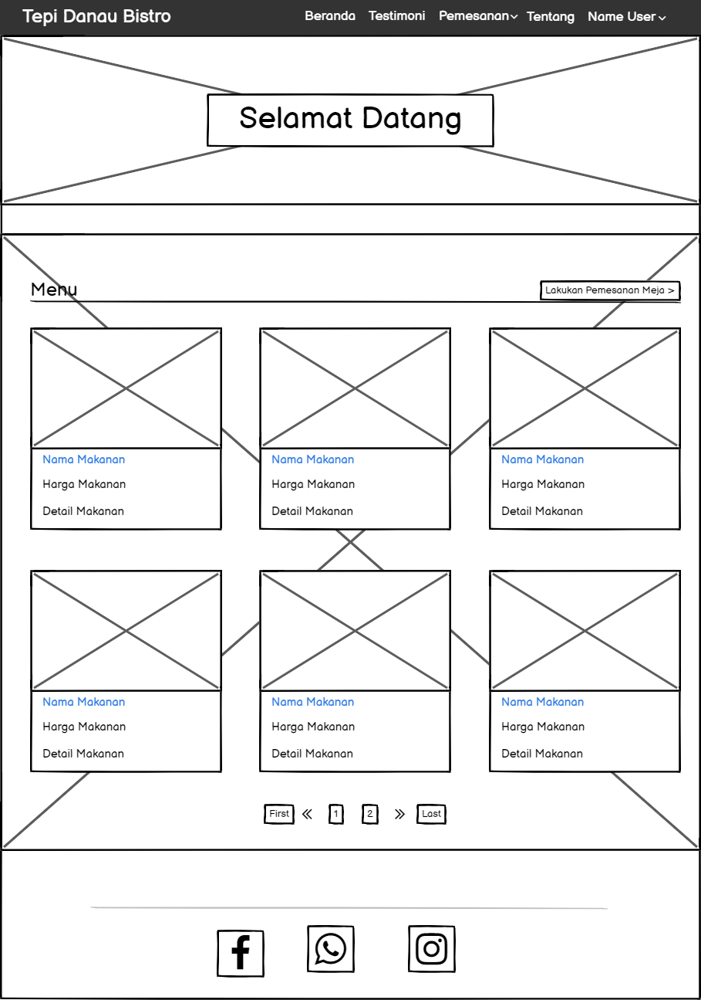 Tepi Danau Bistro Beranda Testimoni Pemesanan Tentang Name User
Selamat Datang
Menu Lakukan Pemesanan Meja >
Nama Makanan Nama Makanan Nama Makanan
Harga Makanan Harga Makanan Harga Makanan
Detail Makanan Detail Makanan Detail Makanan
Nama Makanan Nama Makanan Nama Makanan
Harga Makanan Harga Makanan Harga Makanan
Detail Makanan Detail Makanan Detail Makanan
First « 1 2 » Last